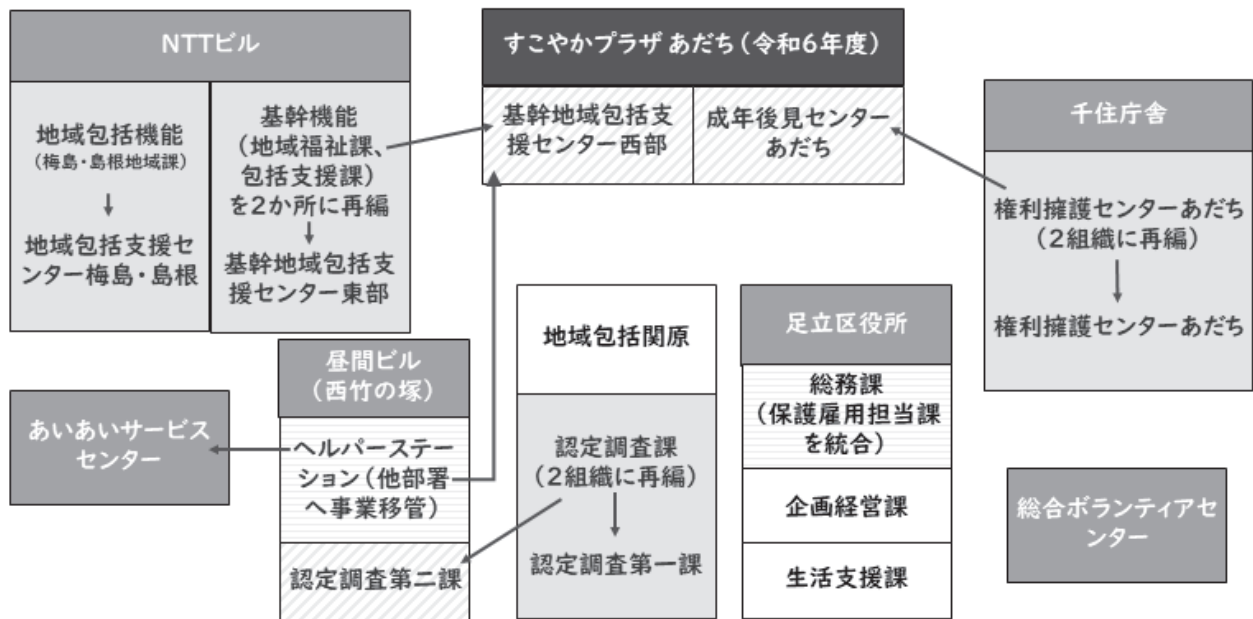 NTTビル
地域包括機能
(梅島・島根地域課)
地域包括支援セ
ンター梅島・島根
基幹機能
(地域福祉課、
包括支援課)
を2か所に再編
基幹地域包括支
援センター東部
すこやかプラザ あだち(令和6年度)
基幹地域包括支
援センター西部
成年後見センター
あだち
千住庁舎
権利擁護センターあだち
(2組織に再編)
権利擁護センターあだち
あいあいサービス
センター
昼間ビル
(西竹の塚)
ヘルパーステー
ション(他部署
へ事業移管)
認定調査第二課
地域包括関原
認定調査課
(2組織に再編)
認定調査第一課
足立区役所
総務課
(保護雇用担当課
を統合)
企画経営課
生活支援課
総合ボランティアセ
ンター